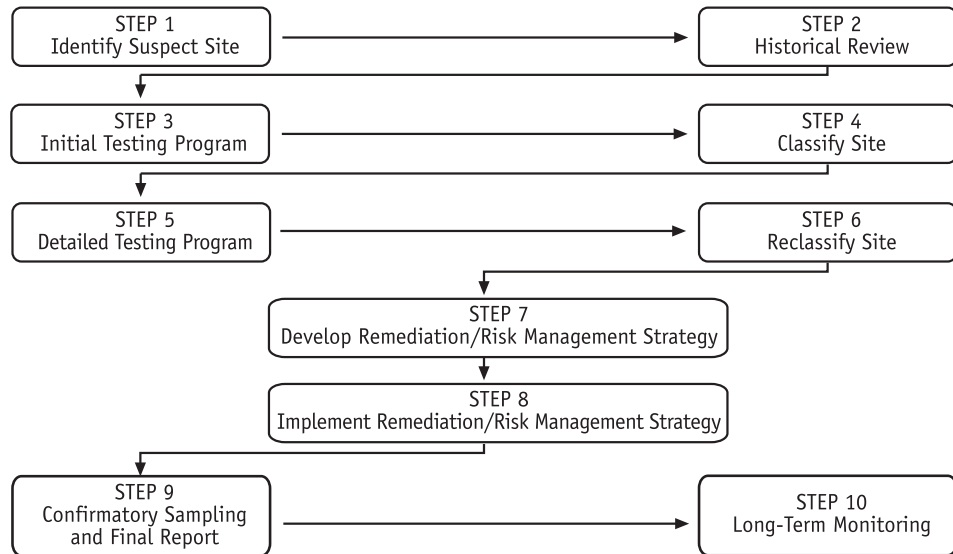 STEP 1
Identify Suspect Site
STEP 2
Historical Review
STEP 3
Initial Testing Program
STEP 4
Classify Site
STEP 5
Detailed Testing Program
STEP 6
Reclassify Site
STEP 7
Develop Remediation/Risk Management Strategy
STEP 8
Implement Remediation/Risk Management Strategy
STEP 9
Confirmatory Sampling
and Final Report
STEP 10
Long-Term Monitoring